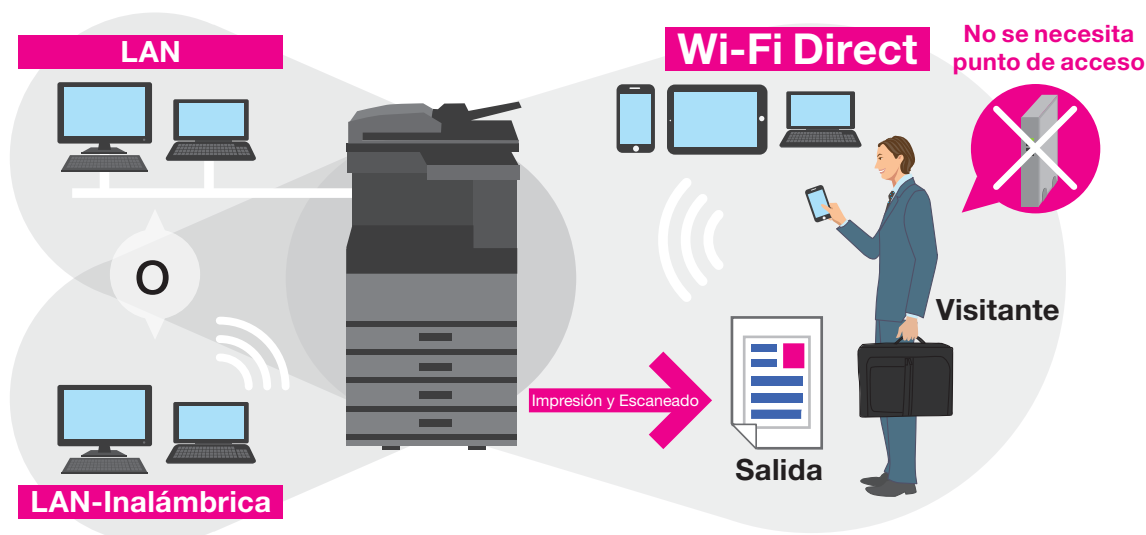 LAN
O
LAN-Inalámbrica
Wi-Fi Direct
No se necesita
punto de acceso
Visitante
Impresión y Escaneado
Salida